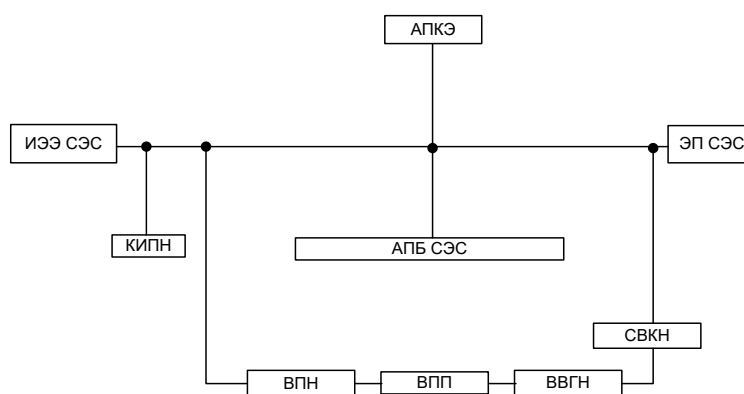 АПКЭ
ИЭЭ СЭС
ЭП СЭС
КИПН
АПБ СЭС
СВКН
ВПН
ВПП
ВВГН